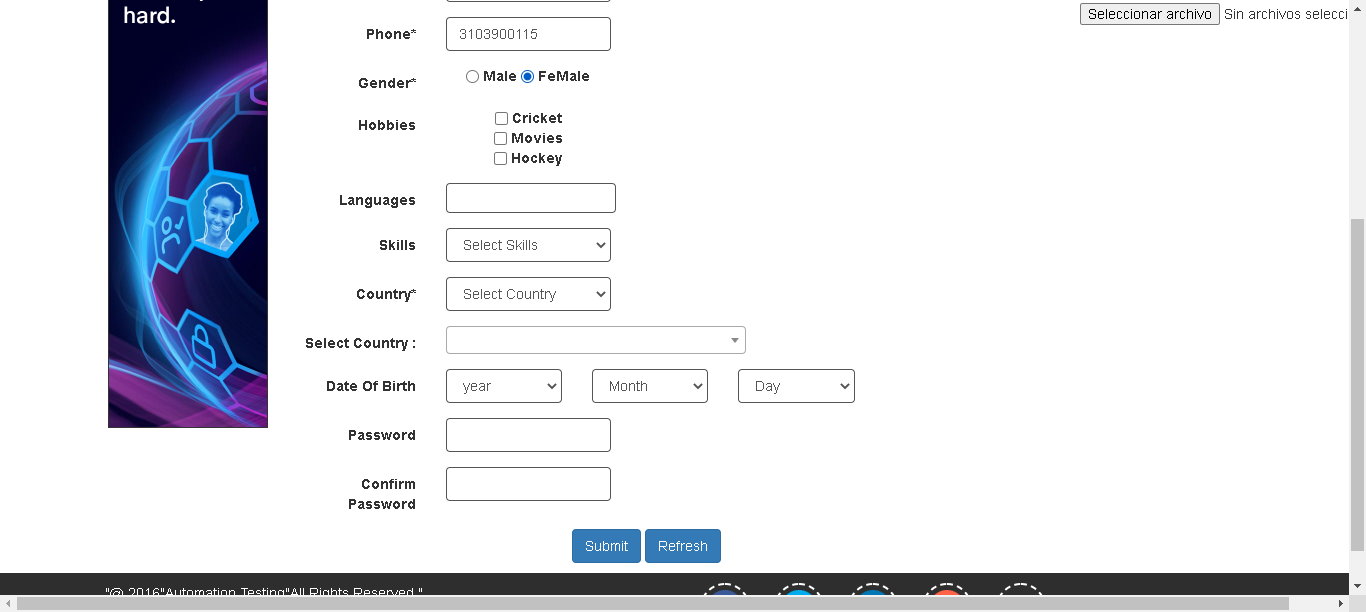 hard.
Seleccionar archivo Sin archivos selecci
Phone* 3103900115
Gender* Male FeMale
Hobbies Cricket
Movies
Hockey
Languages
Skills Select Skills
Country* Select Country
Select Country :
Date Of Birth year Month Day
Password
Confirm
Password
Submit Refresh
"@ 2016"Automation Testing"All Rights Reserved."